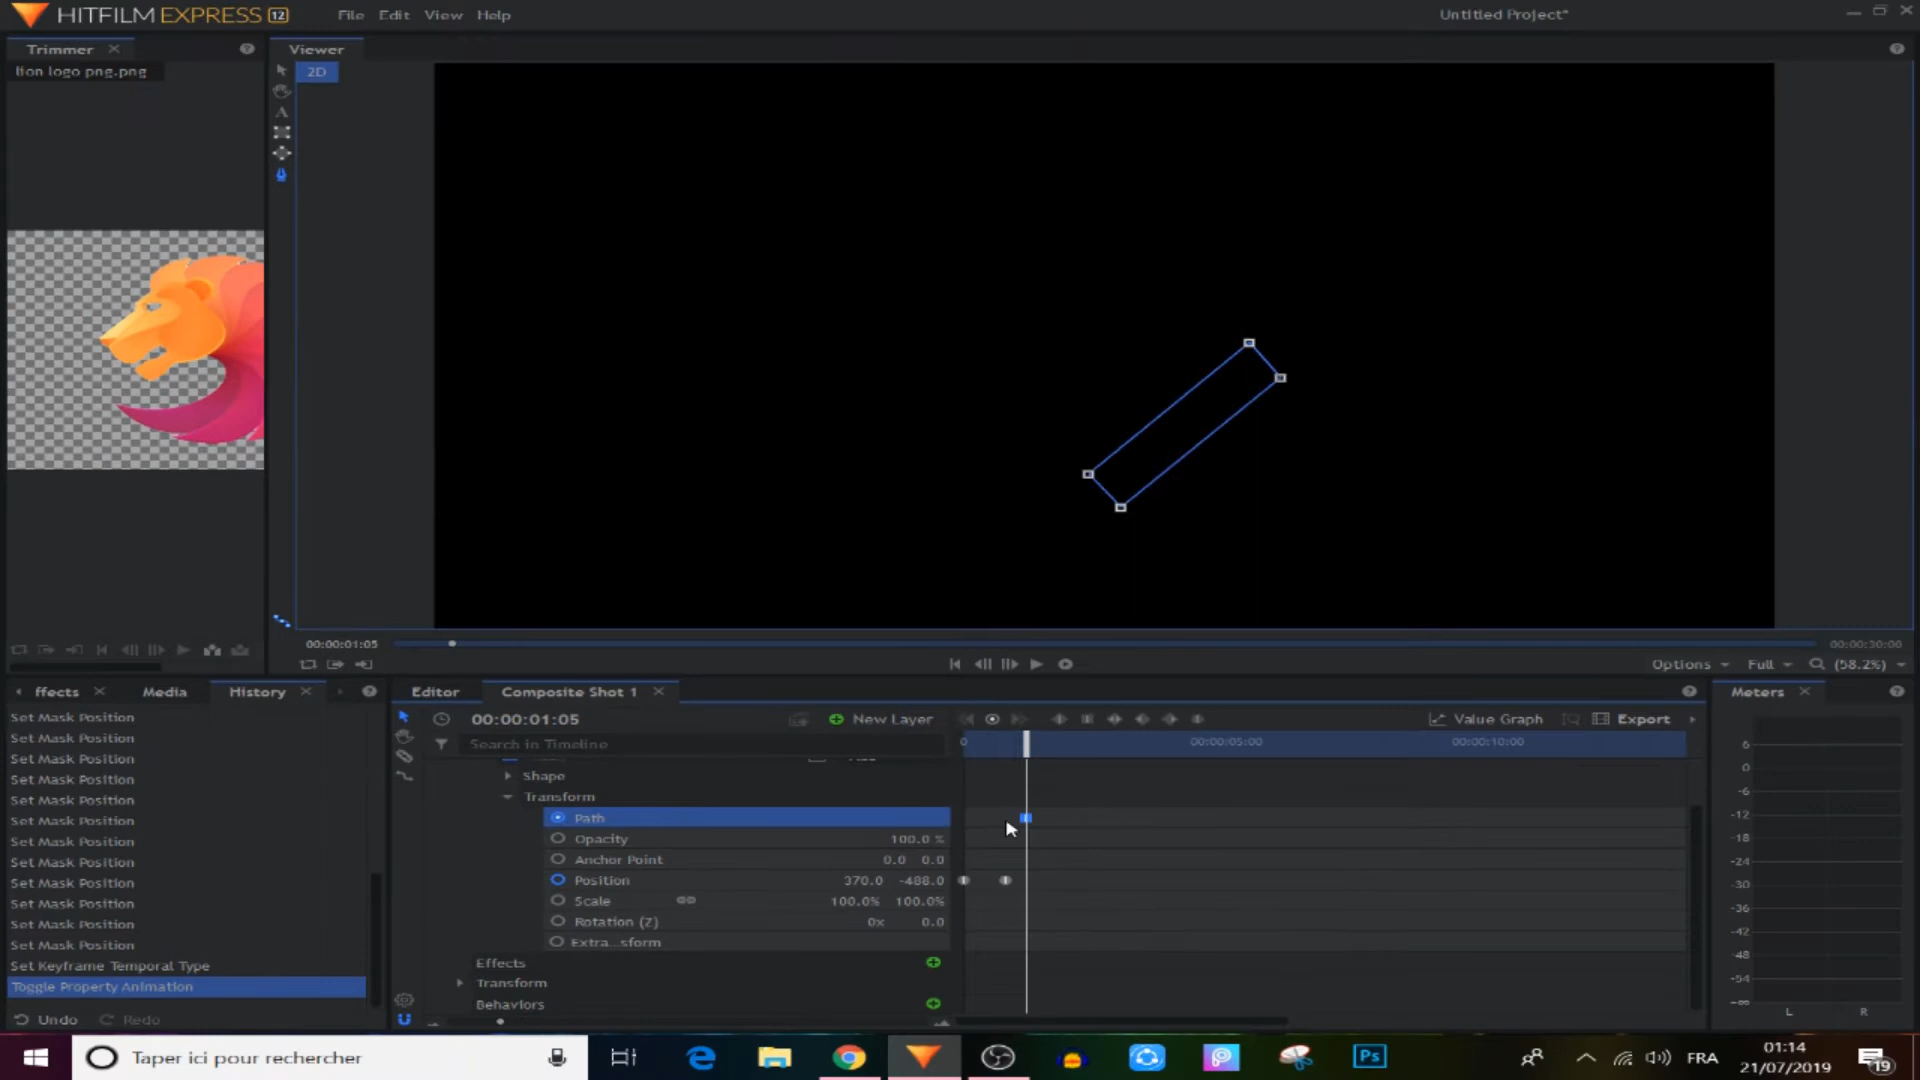 HITFILM EXPRESS 12 File Edit View Help Untitled Project*
Trimmer Viewer
lion logo png.png 2D
00:00:01:05 00:00:30:00
Options Full (58.2%)
ffects Media History Editor Composite Shot 1 Meters
00:00:01:05 New Layer Value Graph Export
Search in Timeline 0 00:00:05:00 00:00:10:00
Set Mask Position
Set Mask Position
Set Mask Position
Set Mask Position
Set Mask Position
Set Mask Position
Set Mask Position
Set Mask Position
Set Mask Position
Set Mask Position
Set Mask Position
Set Mask Position
Set Keyframe Temporal Type
Toggle Property Animation
Undo Redo
Shape
Transform
Path
Opacity 100.0 %
Anchor Point 0.0 0.0
Position 370.0 -488.0
Scale 100.0% 100.0%
Rotation (Z) 0x 0.0
Extra...sform
Effects
Transform
Behaviors
6
0
-6
-12
-18
-24
-30
-36
-42
-48
-54
-∞
L R
Taper ici pour rechercher
Ps
FRA
01:14
21/07/2019
19